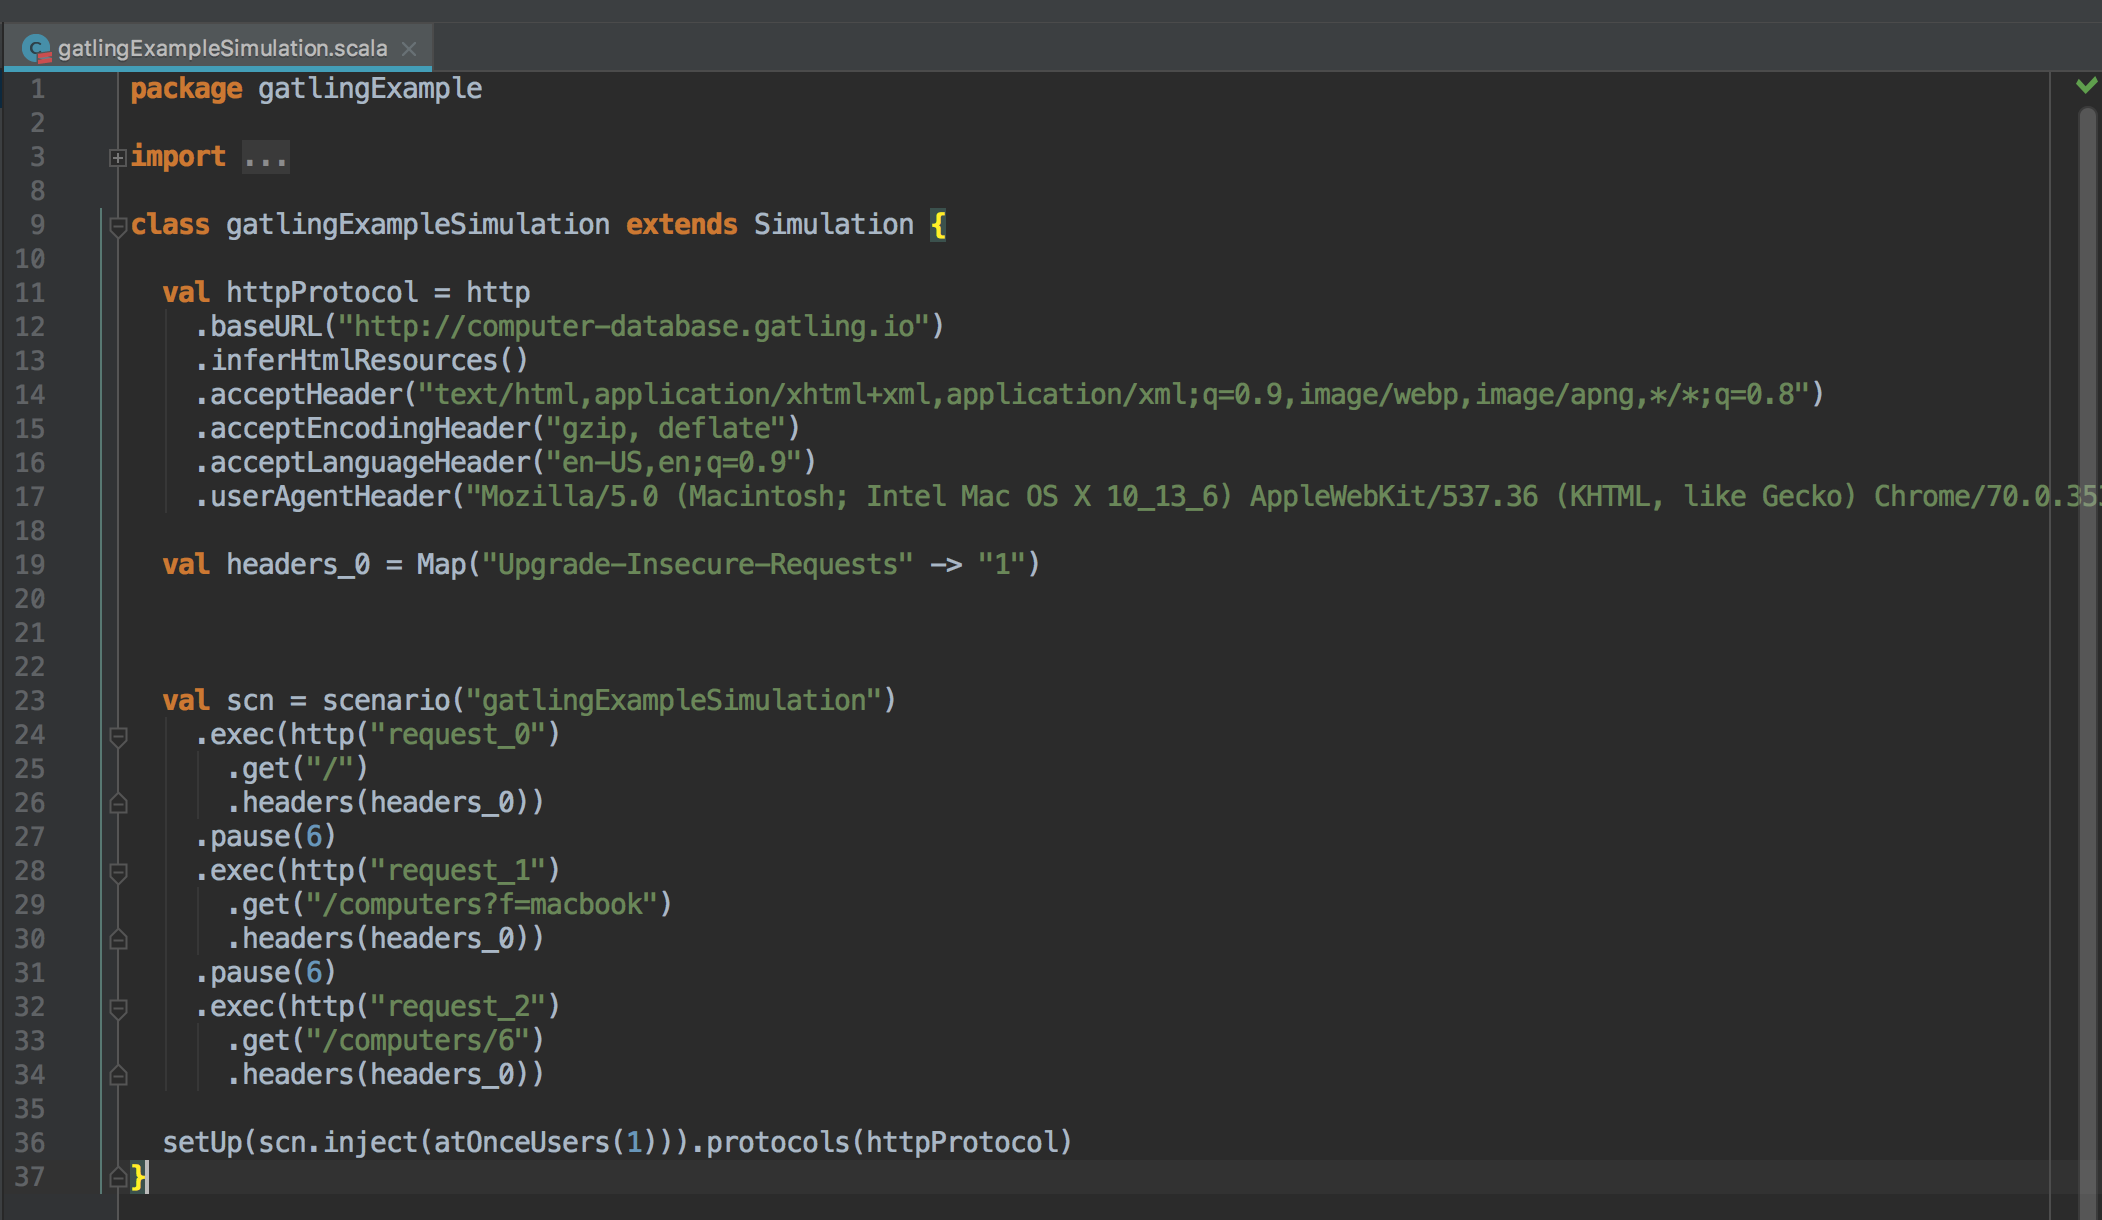 gatlingExampleSimulation.scala
1 package gatlingExample
2
3 import ...
8
9 class gatlingExampleSimulation extends Simulation {
10
11 val httpProtocol = http
12 .baseURL("http://computer-database.gatling.io")
13 .inferHtmlResources()
14 .acceptHeader("text/html,application/xhtml+xml,application/xml;q=0.9,image/webp,image/apng,*/*;q=0.8")
15 .acceptEncodingHeader("gzip, deflate")
16 .acceptLanguageHeader("en-US,en;q=0.9")
17 .userAgentHeader("Mozilla/5.0 (Macintosh; Intel Mac OS X 10_13_6) AppleWebKit/537.36 (KHTML, like Gecko) Chrome/70.0.35
18
19 val headers_0 = Map("Upgrade-Insecure-Requests" -> "1")
20
21
22
23 val scn = scenario("gatlingExampleSimulation")
24 .exec(http("request_0")
25 .get("/")
26 .headers(headers_0))
27 .pause(6)
28 .exec(http("request_1")
29 .get("/computers?f=macbook")
30 .headers(headers_0))
31 .pause(6)
32 .exec(http("request_2")
33 .get("/computers/6")
34 .headers(headers_0))
35
36 setUp(scn.inject(atOnceUsers(1))).protocols(httpProtocol)
37 }